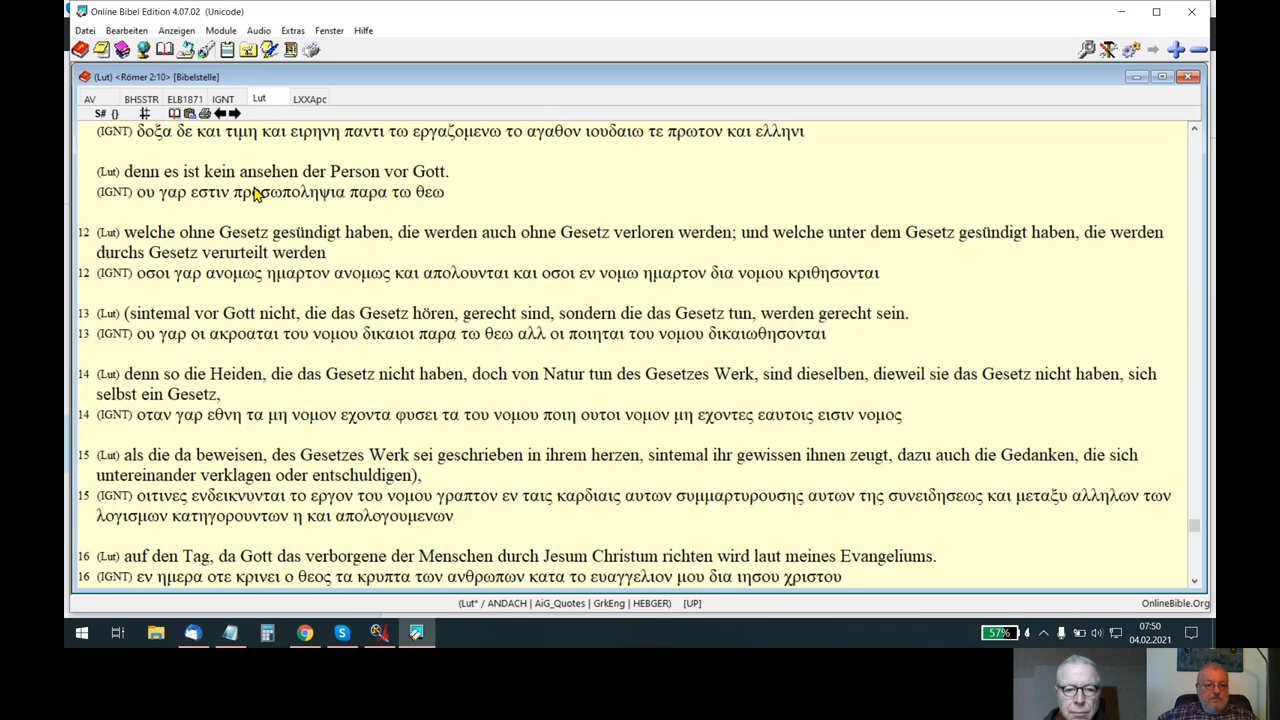 Online Bibel Edition 4.07.02 (Unicode)
Datei Bearbeiten Anzeigen Module Audio Extras Fenster Hilfe
(Lut) <Römer 2:10> [Bibelstelle]
AV BHSSTR ELB1871 IGNT Lut LXXApc
S# {}
(IGNT) δοξα δε και τιμη και ειρηνη παντι τω εργαζομενω το αγαθον ιουδαιω τε πρωτον και ελληνι
(Lut) denn es ist kein ansehen der Person vor Gott.
(IGNT) ου γαρ εστιν προσωποληψια παρα τω θεω
12 (Lut) welche ohne Gesetz gesündigt haben, die werden auch ohne Gesetz verloren werden; und welche unter dem Gesetz gesündigt haben, die werden
durchs Gesetz verurteilt werden
12 (IGNT) οσοι γαρ ανομως ημαρτον ανομως και απολουνται και οσοι εν νομω ημαρτον δια νομου κριθησονται
13 (Lut) (sintemal vor Gott nicht, die das Gesetz hören, gerecht sind, sondern die das Gesetz tun, werden gerecht sein.
13 (IGNT) ου γαρ οι ακροαται του νομου δικαιοι παρα τω θεω αλλ οι ποιηται του νομου δικαιωθησονται
14 (Lut) denn so die Heiden, die das Gesetz nicht haben, doch von Natur tun des Gesetzes Werk, sind dieselben, dieweil sie das Gesetz nicht haben, sich
selbst ein Gesetz,
14 (IGNT) οταν γαρ εθνη τα μη νομον εχοντα φυσει τα του νομου ποιη ουτοι νομον μη εχοντες εαυτοις εισιν νομος
15 (Lut) als die da beweisen, des Gesetzes Werk sei geschrieben in ihrem herzen, sintemal ihr gewissen ihnen zeugt, dazu auch die Gedanken, die sich
untereinander verklagen oder entschuldigen),
15 (IGNT) οιτινες ενδεικνυνται το εργον του νομου γραπτον εν ταις καρδιαις αυτων συμμαρτυρουσης αυτων της συνειδησεως και μεταξυ αλληλων των
λογισμων κατηγορουντων η και απολογουμενων
16 (Lut) auf den Tag, da Gott das verborgene der Menschen durch Jesum Christum richten wird laut meines Evangeliums.
16 (IGNT) εν ημερα οτε κρινει ο θεος τα κρυπτα των ανθρωπων κατα το ευαγγελιον μου δια ιησου χριστου
(Lut* / ANDACH | AiG_Quotes | GrkEng | HEBGER) [UP] OnlineBible.Org
57% 07:50
04.02.2021